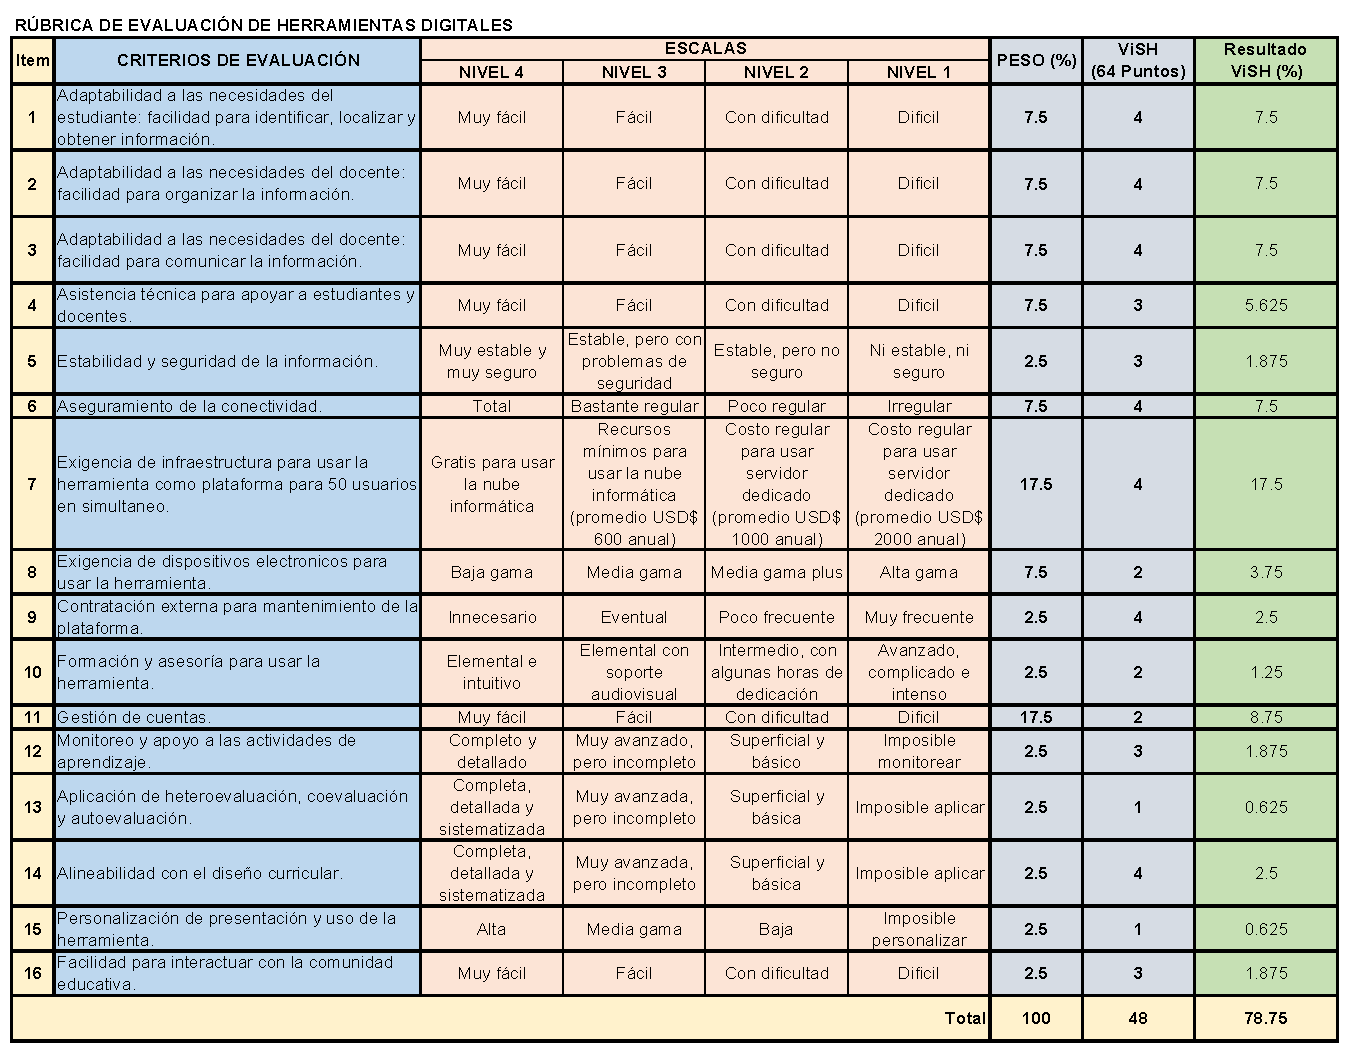 RÚBRICA DE EVALUACIÓN DE HERRAMIENTAS DIGITALES
Item
CRITERIOS DE EVALUACIÓN
ESCALAS
NIVEL 4
NIVEL 3
NIVEL 2
NIVEL 1
PESO (%)
ViSH
(64 Puntos)
Resultado
ViSH (%)
1
Adaptabilidad a las necesidades del
estudiante: facilidad para identificar, localizar y
obtener información.
Muy fácil
Fácil
Con dificultad
Dificil
7.5
4
7.5
2
Adaptabilidad a las necesidades del docente:
facilidad para organizar la información.
Muy fácil
Fácil
Con dificultad
Dificil
7.5
4
7.5
3
Adaptabilidad a las necesidades del docente:
facilidad para comunicar la información.
Muy fácil
Fácil
Con dificultad
Dificil
7.5
4
7.5
4
Asistencia técnica para apoyar a estudiantes y
docentes.
Muy fácil
Fácil
Con dificultad
Dificil
7.5
3
5.625
5
Estabilidad y seguridad de la información.
Muy estable y
muy seguro
Estable, pero con
problemas de
seguridad
Estable, pero no
seguro
Ni estable, ni
seguro
2.5
3
1.875
6
Aseguramiento de la conectividad.
Total
Bastante regular
Poco regular
Irregular
7.5
4
7.5
7
Exigencia de infraestructura para usar la
herramienta como plataforma para 50 usuarios
en simultaneo.
Gratis para usar
la nube
informática
Recursos
mínimos para
usar la nube
informática
(promedio USD$
600 anual)
Costo regular
para usar
servidor
dedicado
(promedio USD$
1000 anual)
Costo regular
para usar
servidor
dedicado
(promedio USD$
2000 anual)
17.5
4
17.5
8
Exigencia de dispositivos electronicos para
usar la herramienta.
Baja gama
Media gama
Media gama plus
Alta gama
7.5
2
3.75
9
Contratación externa para mantenimiento de la
plataforma.
Innecesario
Eventual
Poco frecuente
Muy frecuente
2.5
4
2.5
10
Formación y asesoría para usar la
herramienta.
Elemental e
intuitivo
Elemental con
soporte
audiovisual
Intermedio, con
algunas horas de
dedicación
Avanzado,
complicado e
intenso
2.5
2
1.25
11
Gestión de cuentas.
Muy fácil
Fácil
Con dificultad
Dificil
17.5
2
8.75
12
Monitoreo y apoyo a las actividades de
aprendizaje.
Completo y
detallado
Muy avanzado,
pero incompleto
Superficial y
básico
Imposible
monitorear
2.5
3
1.875
13
Aplicación de heteroevaluación, coevaluación
y autoevaluación.
Completa,
detallada y
sistematizada
Muy avanzada,
pero incompleto
Superficial y
básica
Imposible aplicar
2.5
1
0.625
14
Alineabilidad con el diseño curricular.
Completa,
detallada y
sistematizada
Muy avanzada,
pero incompleto
Superficial y
básica
Imposible aplicar
2.5
4
2.5
15
Personalización de presentación y uso de la
herramienta.
Alta
Media gama
Baja
Imposible
personalizar
2.5
1
0.625
16
Facilidad para interactuar con la comunidad
educativa.
Muy fácil
Fácil
Con dificultad
Dificil
2.5
3
1.875
Total
100
48
78.75